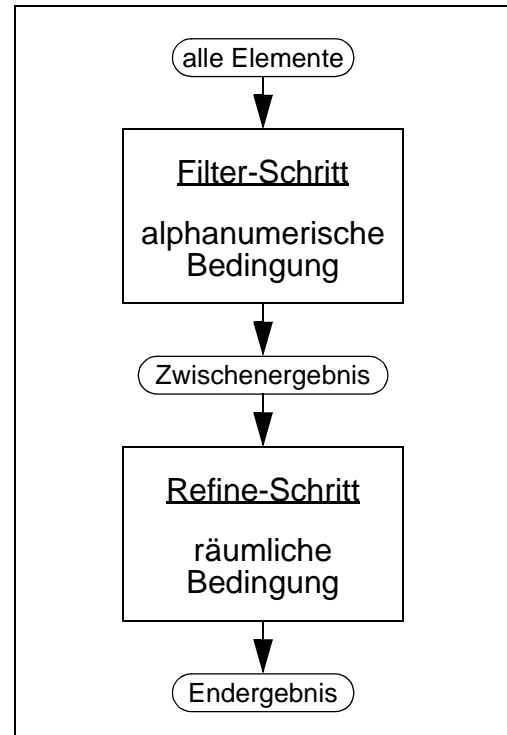 alle Elemente
Filter-Schritt
alphanumerische
Bedingung
Zwischenergebnis
Refine-Schritt
räumliche
Bedingung
Endergebnis